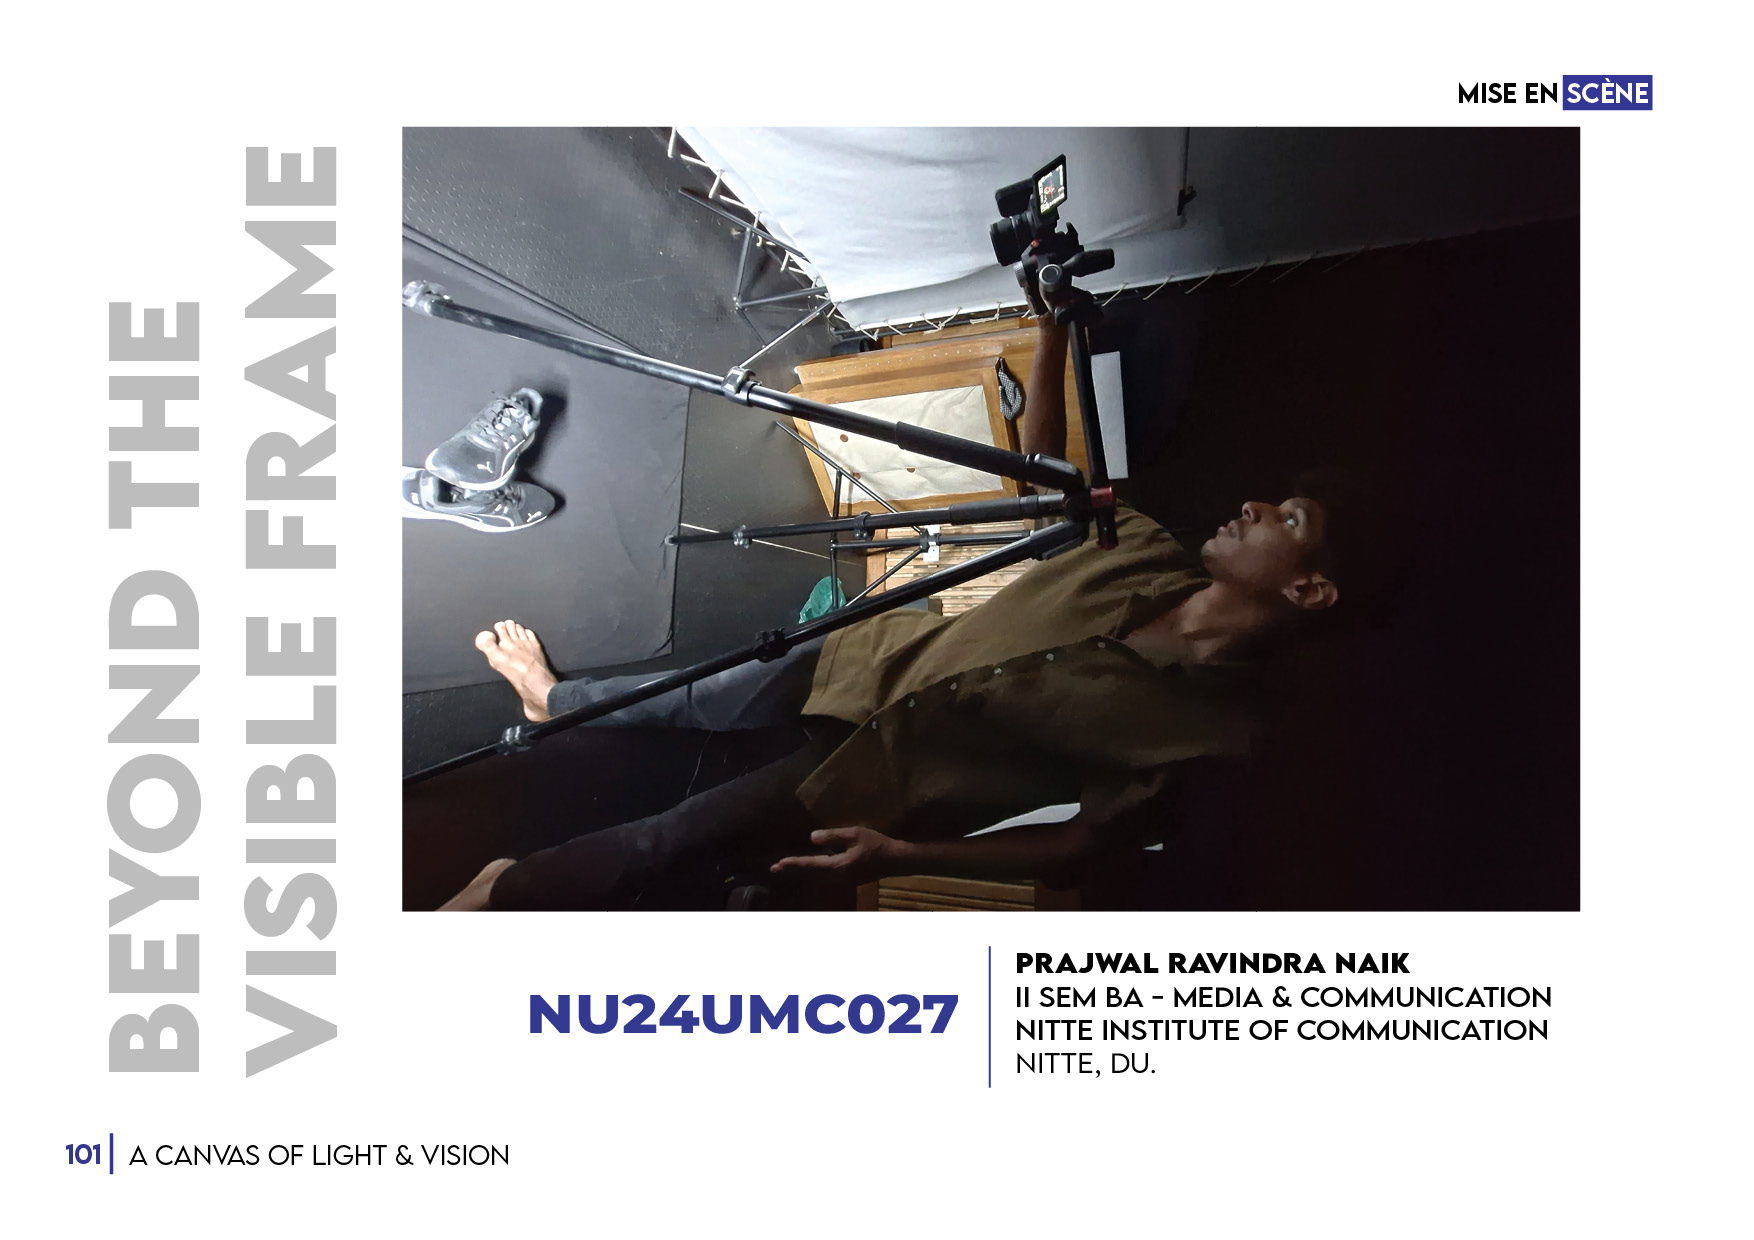 MISE EN SCÈNE
BEYOND THE
VISIBLE FRAME
NU24UMC027
PRAJWAL RAVINDRA NAIK
II SEM BA - MEDIA & COMMUNICATION
NITTE INSTITUTE OF COMMUNICATION
NITTE, DU.
101 A CANVAS OF LIGHT & VISION